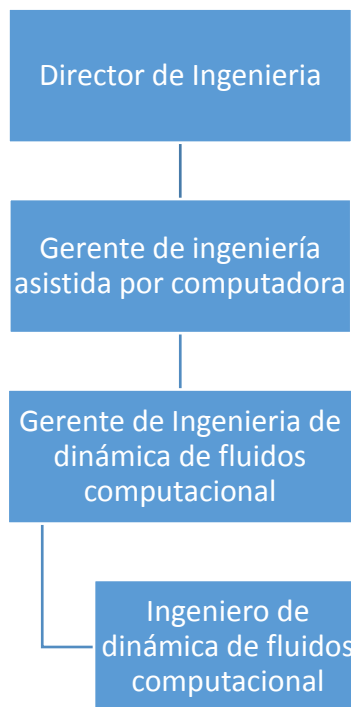 Director de Ingenieria
Gerente de ingeniería
asistida por computadora
Gerente de Ingenieria de
dinámica de fluidos
computacional
Ingeniero de
dinámica de fluidos
computacional